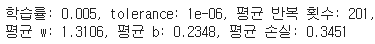 학습률: 0.005, tolerance: 1e-06, 평균 반복 횟수: 201,
평균 w: 1.3106, 평균 b: 0.2348, 평균 손실: 0.3451